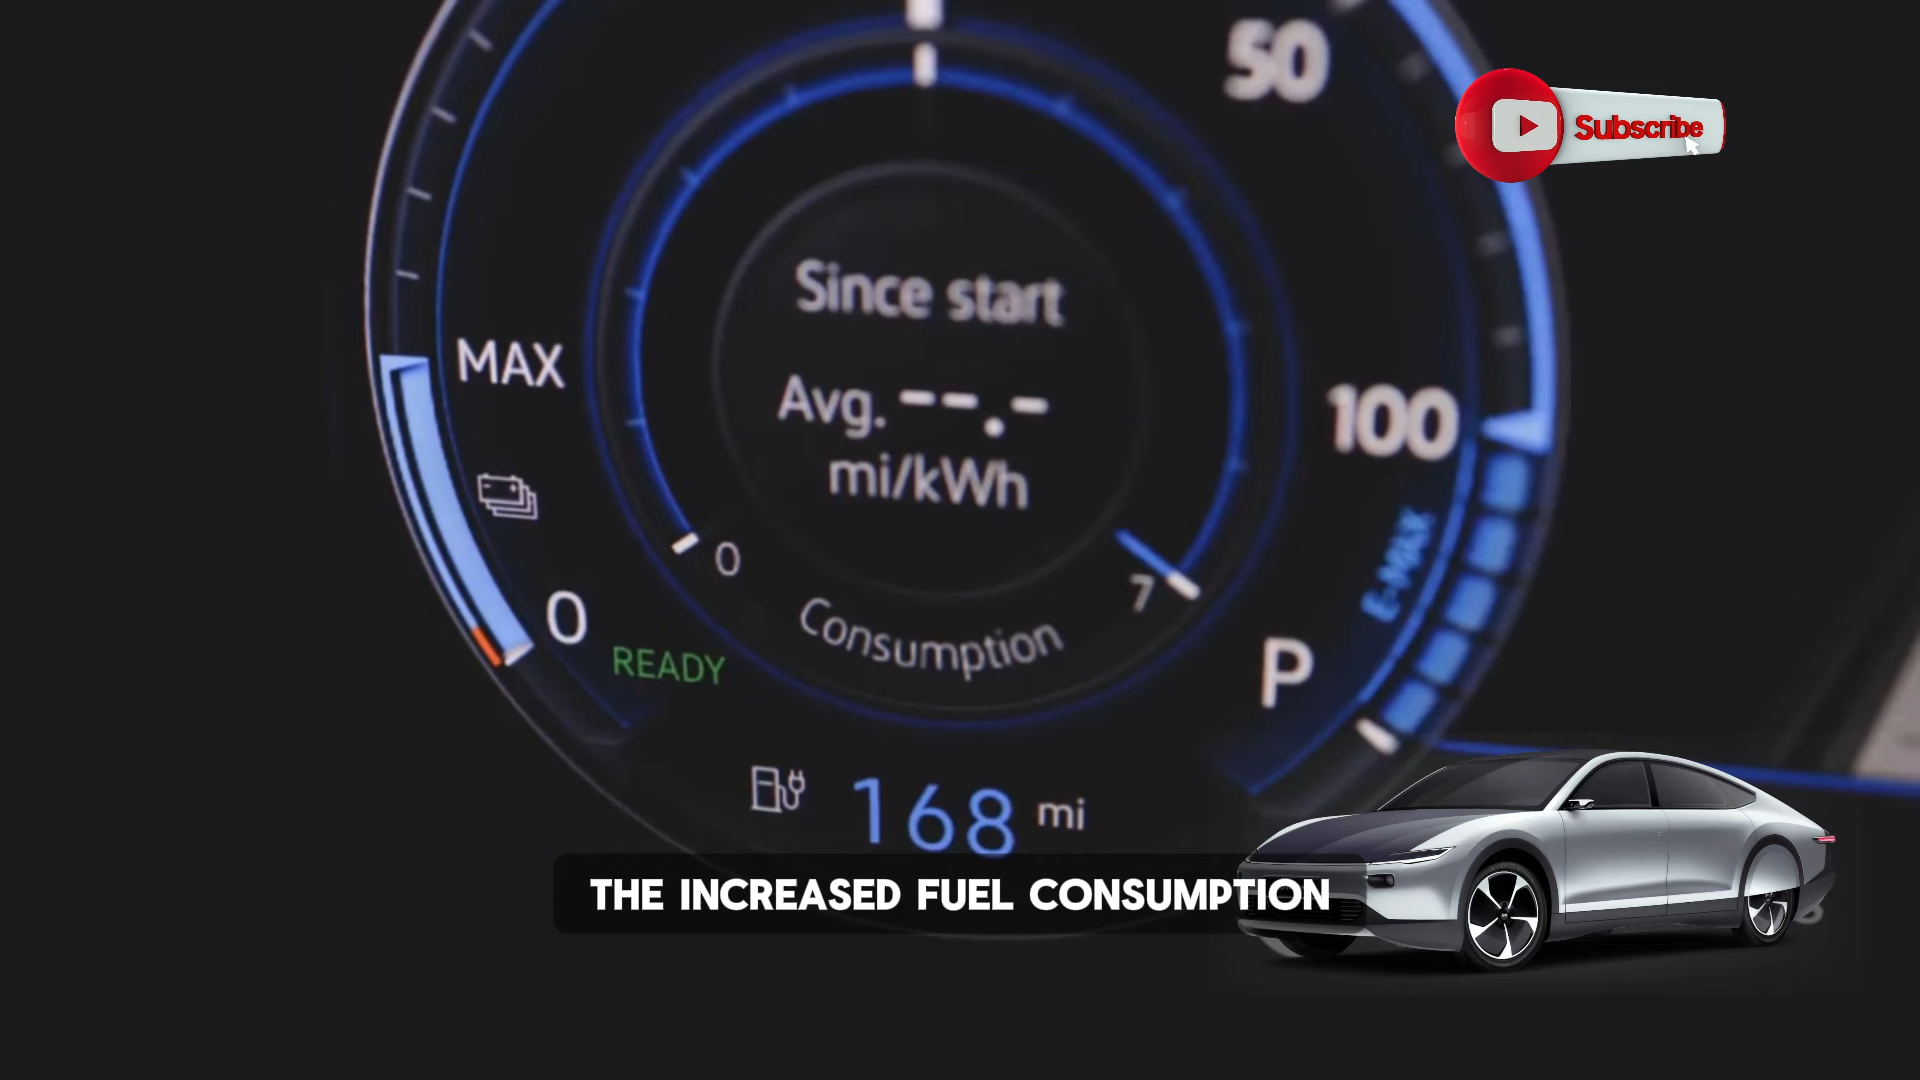 50
Subscribe
Since start
MAX
Avg. --.-
100
mi/kWh
E-MAX
0
7
0
Consumption
READY
P
168 mi
THE INCREASED FUEL CONSUMPTION